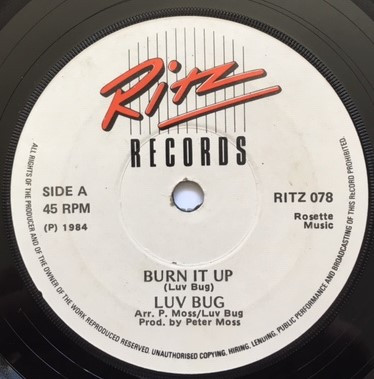 Ritz
RECORDS
SIDE A
45 RPM
(P) 1984
RITZ 078
Rosette
Music
BURN IT UP
(Luv Bug)
LUV BUG
Arr. P. Moss/Luv Bug
Prod. by Peter Moss
ALL RIGHTS OF THE PRODUCER AND OF THE OWNER OF THE WORK REPRODUCED RESERVED. UNAUTHORISED COPYING, HIRING, LENDING, PUBLIC PERFORMANCE AND BROADCASTING OF THIS RECORD PROHIBITED.